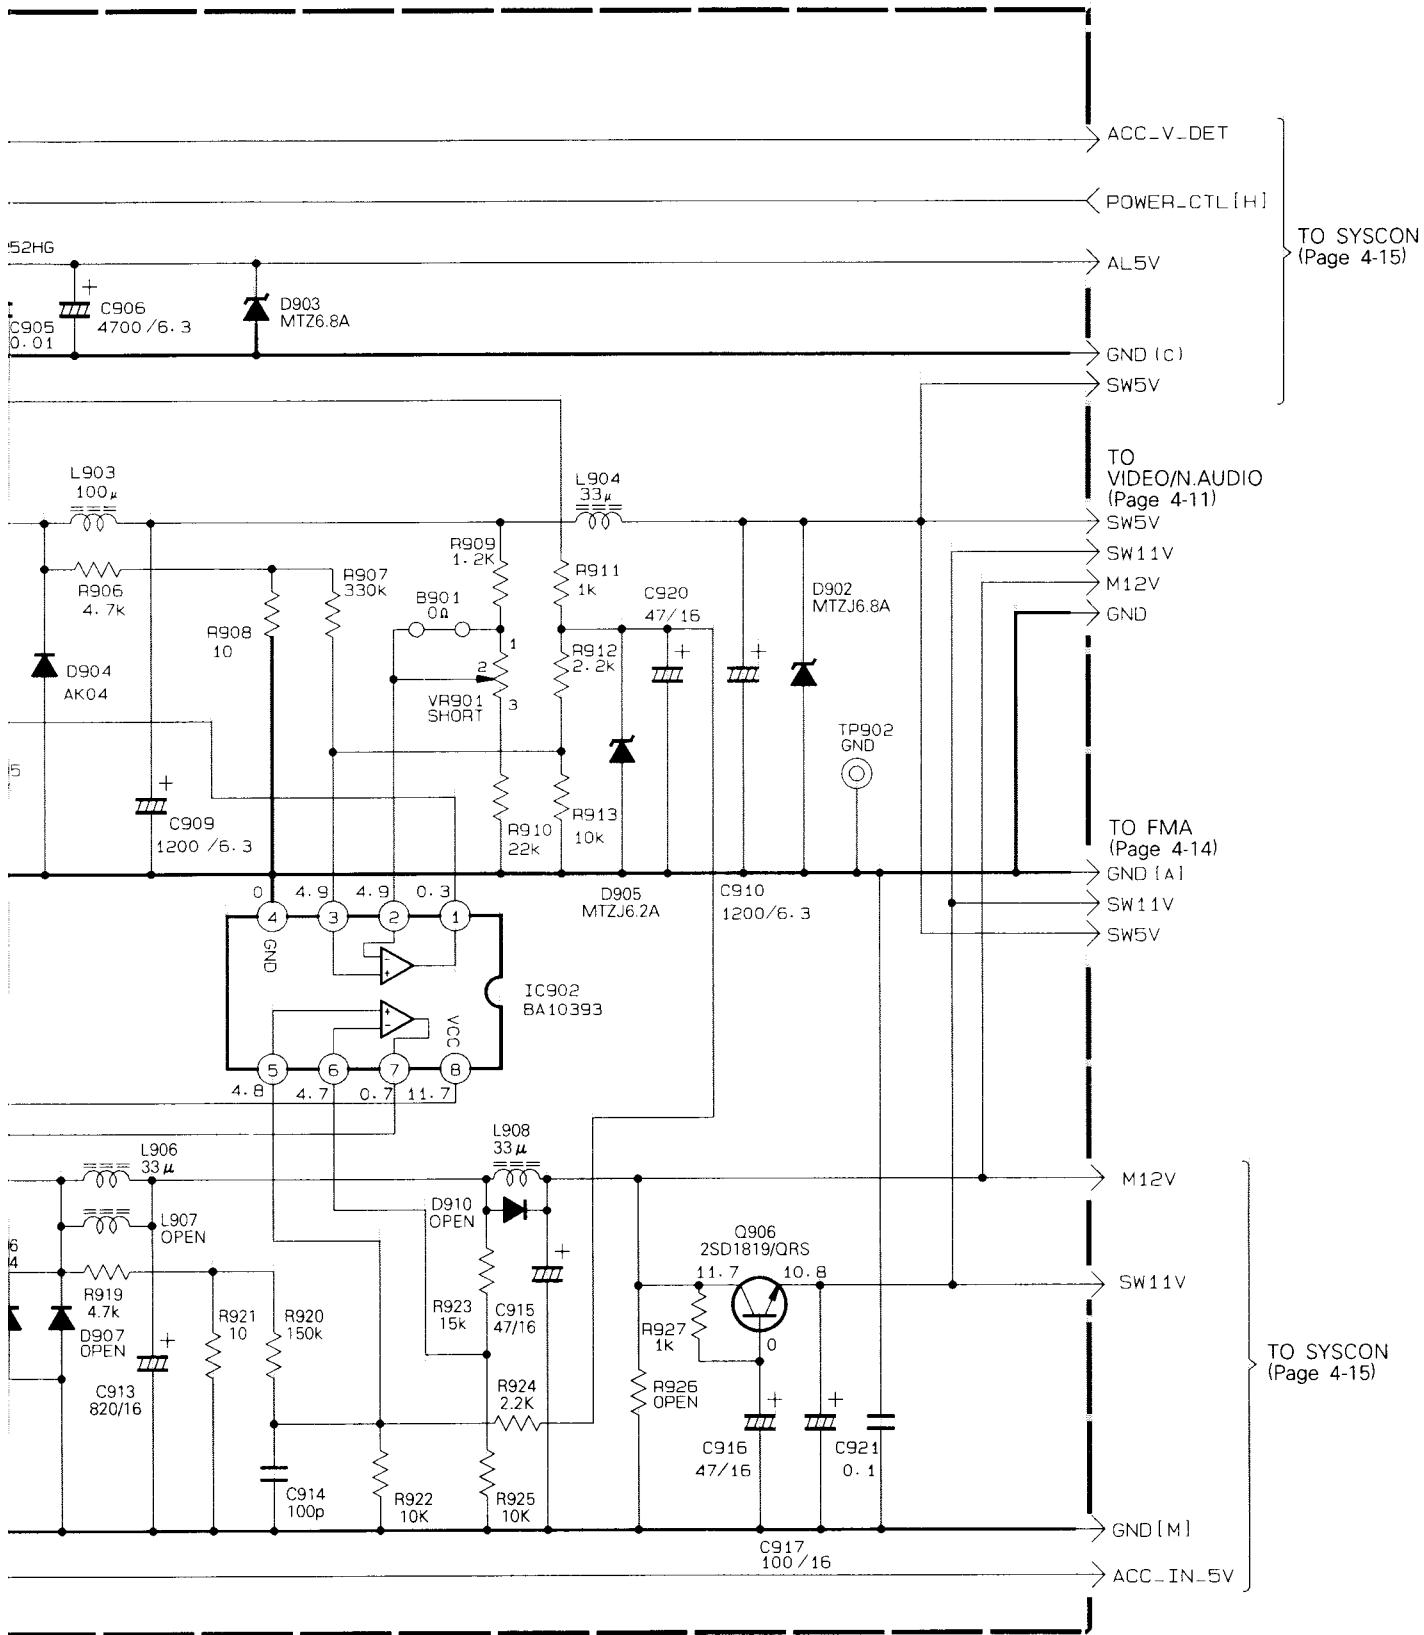 ACC_V_DET
POWER_CTL[H]
TO SYSCON
(Page 4-15)
52HG
AL5V
C906
4700/6.3
D903
MTZ6.8A
C905
0.01
GND (C)
SW5V
L903
100μ
L904
33μ
TO
VIDEO/N.AUDIO
(Page 4-11)
SW5V
SW11V
M12V
GND
R909
1.2K
R906
4.7k
R907
330k
B901
0Ω
R911
1k
C920
47/16
D902
MTZJ6.8A
R908
10
D904
AK04
1
2
3
VR901
SHORT
R912
2.2k
TP902
GND
5
C909
1200/6.3
R910
22k
R913
10k
TO FMA
(Page 4-14)
GND [A]
SW11V
SW5V
0
4.9
4.9
0.3
D905
MTZJ6.2A
C910
1200/6.3
4
3
2
1
GND
-
+
IC902
BA10393
+
-
VCC
5
6
7
8
4.8
4.7
0.7
11.7
L906
33μ
L907
OPEN
L908
33μ
D910
OPEN
M12V
6
4
Q906
2SD1819/QRS
11.7
10.8
0
SW11V
R919
4.7k
D907
OPEN
R921
10
R920
150k
R923
15k
C915
47/16
R927
1k
TO SYSCON
(Page 4-15)
C913
820/16
R924
2.2K
R926
OPEN
C916
47/16
C921
0.1
C914
100p
R922
10K
R925
10K
GND[M]
C917
100/16
ACC_IN_5V